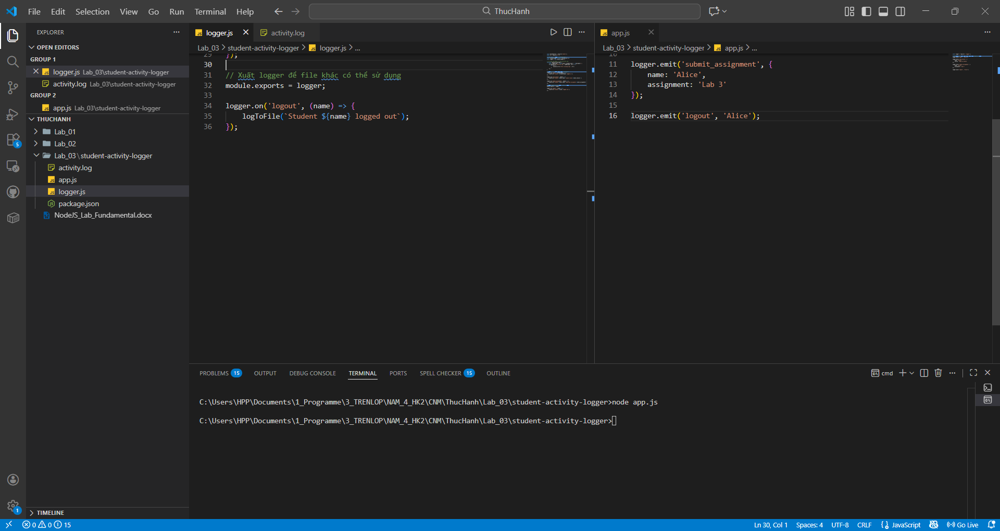 File Edit Selection View Go Run Terminal Help
ThucHanh
EXPLORER
OPEN EDITORS
GROUP 1
logger.js Lab_03\student-activity-logger
activity.log Lab_03\student-activity-logger
GROUP 2
app.js Lab_03\student-activity-logger
THUCHANH
Lab_01
Lab_02
Lab_03\student-activity-logger
activity.log
app.js
logger.js
package.json
NodeJS_Lab_Fundamental.docx
TIMELINE
5
1
logger.js
activity.log
Lab_03 > student-activity-logger > logger.js > ...
29 });
30
31 // Xuất logger để file khác có thể sử dụng
32 module.exports = logger;
33
34 logger.on('logout', (name) => {
35 logToFile(`Student ${name} logged out`);
36 });
app.js
Lab_03 > student-activity-logger > app.js > ...
10
11 logger.emit('submit_assignment', {
12 name: 'Alice',
13 assignment: 'Lab 3'
14 });
15
16 logger.emit('logout', 'Alice');
PROBLEMS 15 OUTPUT DEBUG CONSOLE TERMINAL PORTS SPELL CHECKER 15 OUTLINE
cmd
C:\Users\HPP\Documents\1_Programme\3_TRENLOP\NAM_4_HK2\CNM\ThucHanh\Lab_03\student-activity-logger>node app.js
C:\Users\HPP\Documents\1_Programme\3_TRENLOP\NAM_4_HK2\CNM\ThucHanh\Lab_03\student-activity-logger>
0 0 15
Ln 30, Col 1 Spaces: 4 UTF-8 CRLF {} JavaScript Go Live